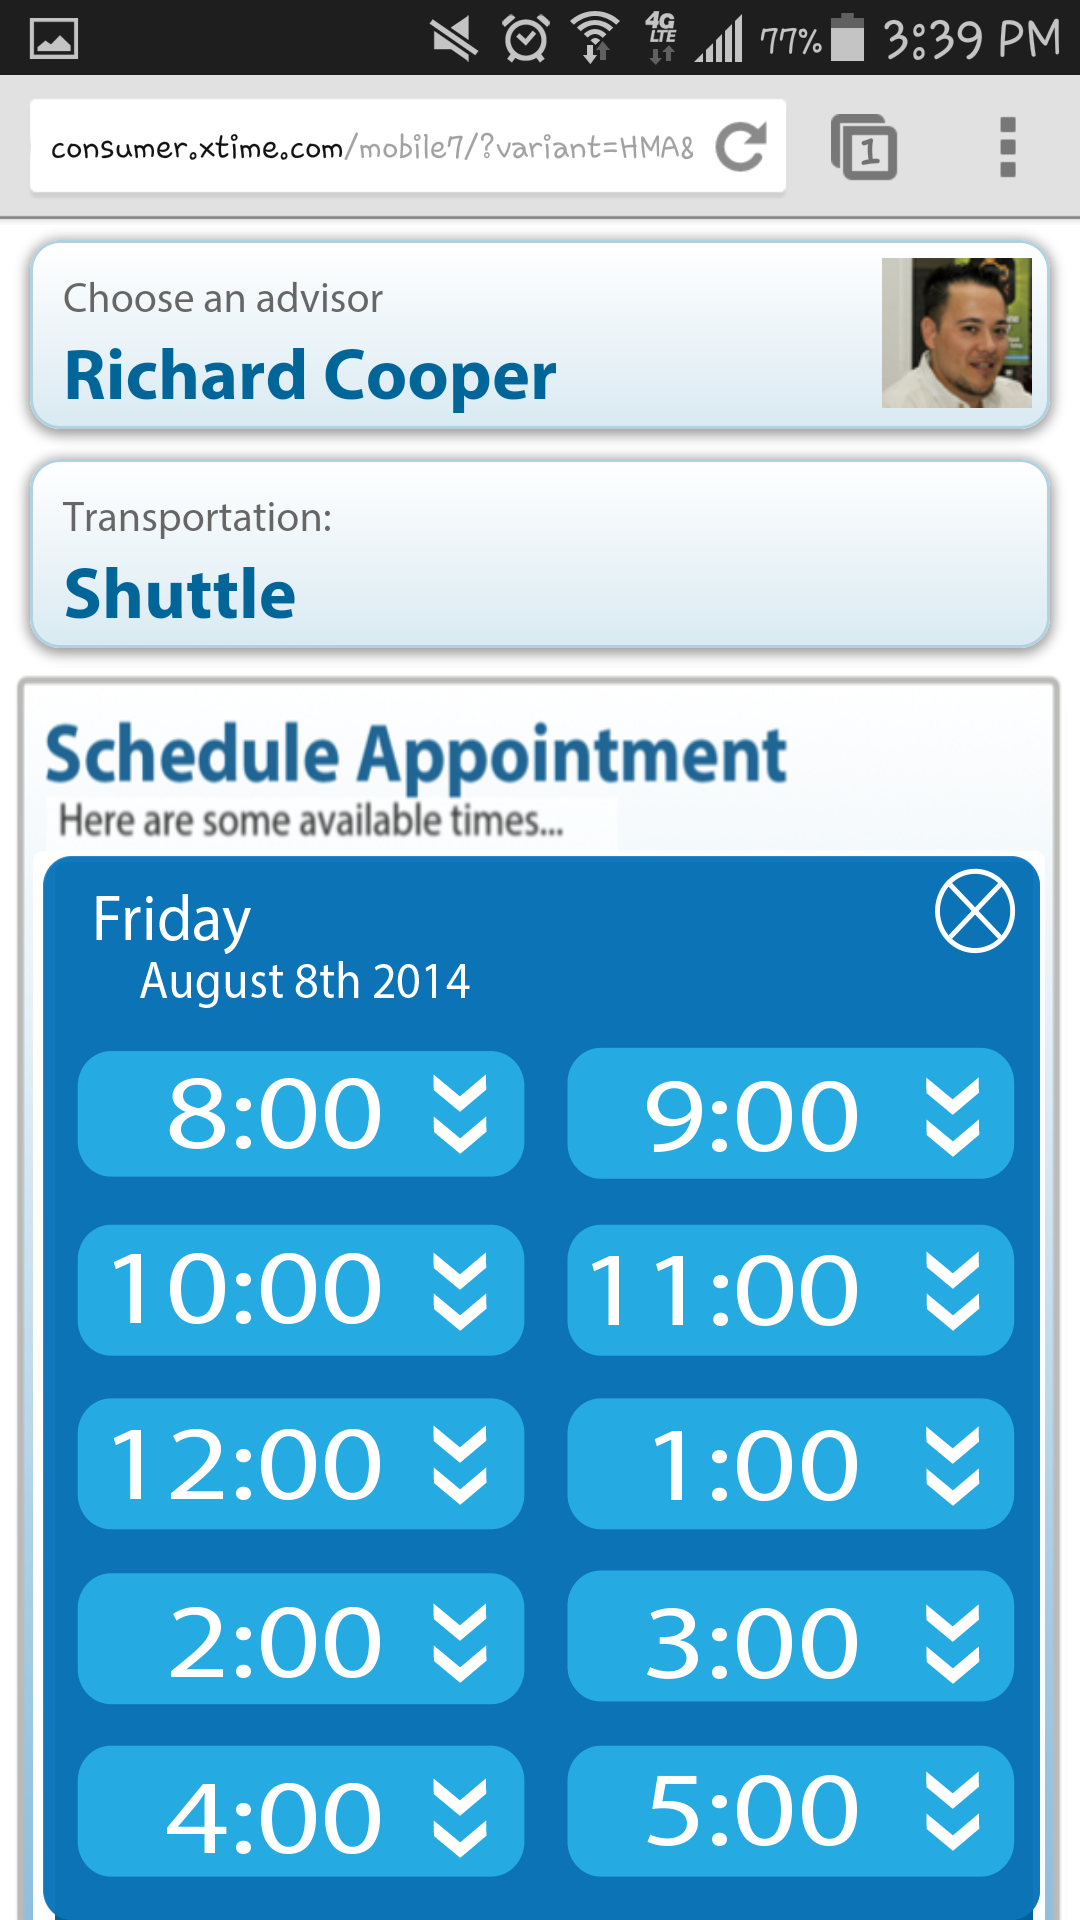 4G
LTE
77%
3:39 PM
consumer.xtime.com/mobile7/?variant=HMA&
1
Choose an advisor
Richard Cooper
Transportation:
Shuttle
Schedule Appointment
Here are some available times...
Friday
August 8th 2014
8:00
9:00
10:00
11:00
12:00
1:00
2:00
3:00
4:00
5:00